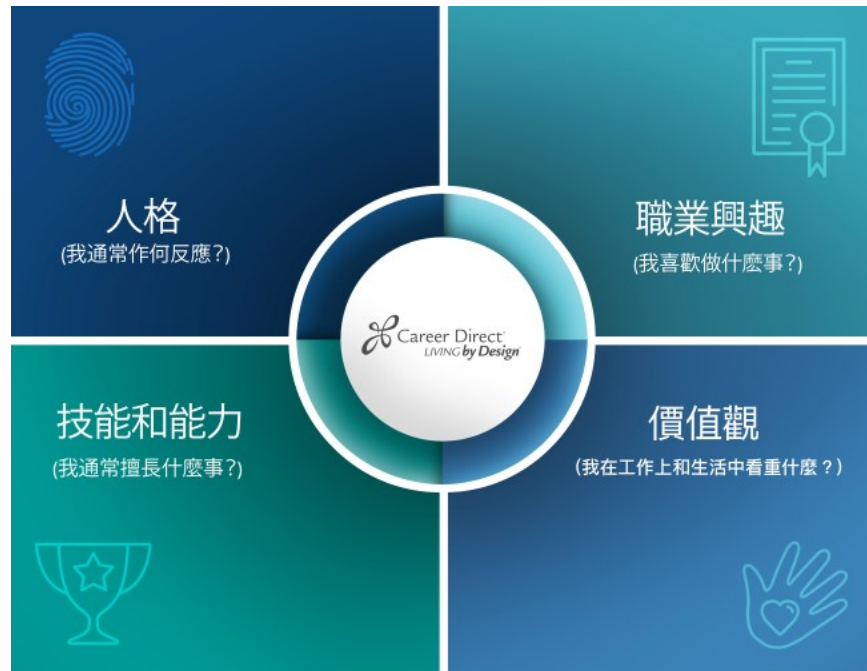 人格
(我通常作何反應?)
職業興趣
(我喜歡做什麽事?)
Career Direct®
LIVING by Design
技能和能力
(我通常擅長什麼事?)
價值觀
（我在工作上和生活中看重什麼？）